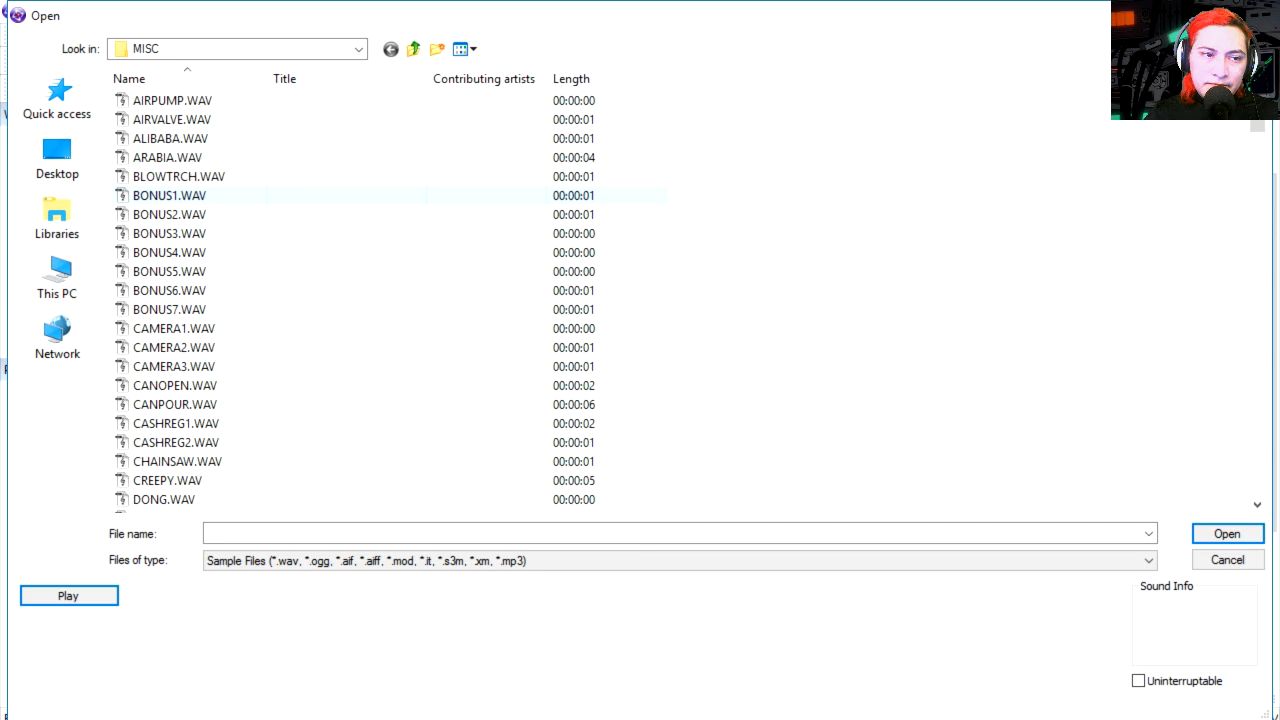 Open
Look in: MISC
Name Title Contributing artists Length
Quick access
Desktop
Libraries
This PC
Network
AIRPUMP.WAV 00:00:00
AIRVALVE.WAV 00:00:01
ALIBABA.WAV 00:00:01
ARABIA.WAV 00:00:04
BLOWTRCH.WAV 00:00:01
BONUS1.WAV 00:00:01
BONUS2.WAV 00:00:01
BONUS3.WAV 00:00:00
BONUS4.WAV 00:00:00
BONUS5.WAV 00:00:00
BONUS6.WAV 00:00:01
BONUS7.WAV 00:00:01
CAMERA1.WAV 00:00:00
CAMERA2.WAV 00:00:01
CAMERA3.WAV 00:00:01
CANOPEN.WAV 00:00:02
CANPOUR.WAV 00:00:06
CASHREG1.WAV 00:00:02
CASHREG2.WAV 00:00:01
CHAINSAW.WAV 00:00:01
CREEPY.WAV 00:00:05
DONG.WAV 00:00:00
File name: Open
Files of type: Sample Files (*.wav, *.ogg, *.aif, *.aiff, *.mod, *.it, *.s3m, *.xm, *.mp3) Cancel
Play
Sound Info
Uninterruptable